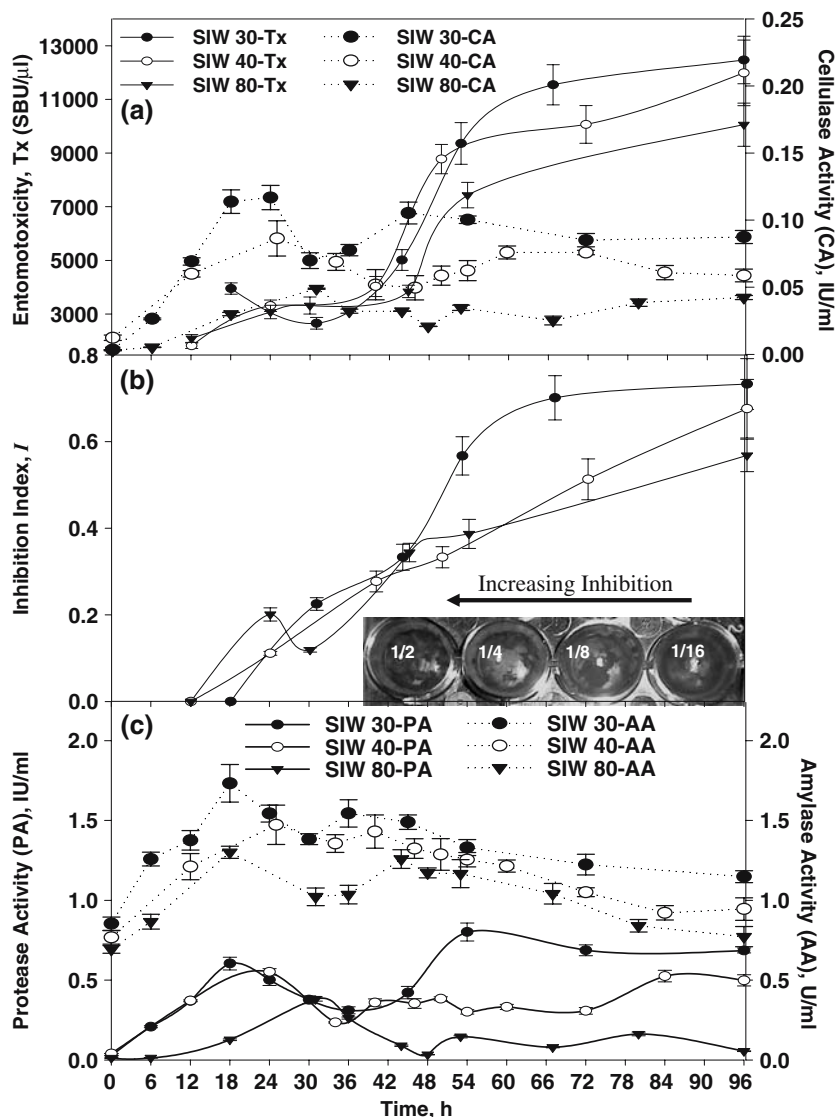 13000
11000
9000
7000
5000
3000
0.8
Entomotoxicity, Tx (SBU/µl)
SIW 30-Tx
SIW 40-Tx
SIW 80-Tx
SIW 30-CA
SIW 40-CA
SIW 80-CA
(a)
0.25
0.20
0.15
0.10
0.05
0.00
Cellulase Activity (CA), IU/ml
(b)
0.6
0.4
0.2
0.0
Inhibition Index, I
Increasing Inhibition
1/2
1/4
1/8
1/16
(c)
SIW 30-PA
SIW 40-PA
SIW 80-PA
SIW 30-AA
SIW 40-AA
SIW 80-AA
2.0
1.5
1.0
0.5
0.0
Protease Activity (PA), IU/ml
2.0
1.5
1.0
0.5
0.0
Amylase Activity (AA), U/ml
0 6 12 18 24 30 36 42 48 54 60 66 72 78 84 90 96
Time, h